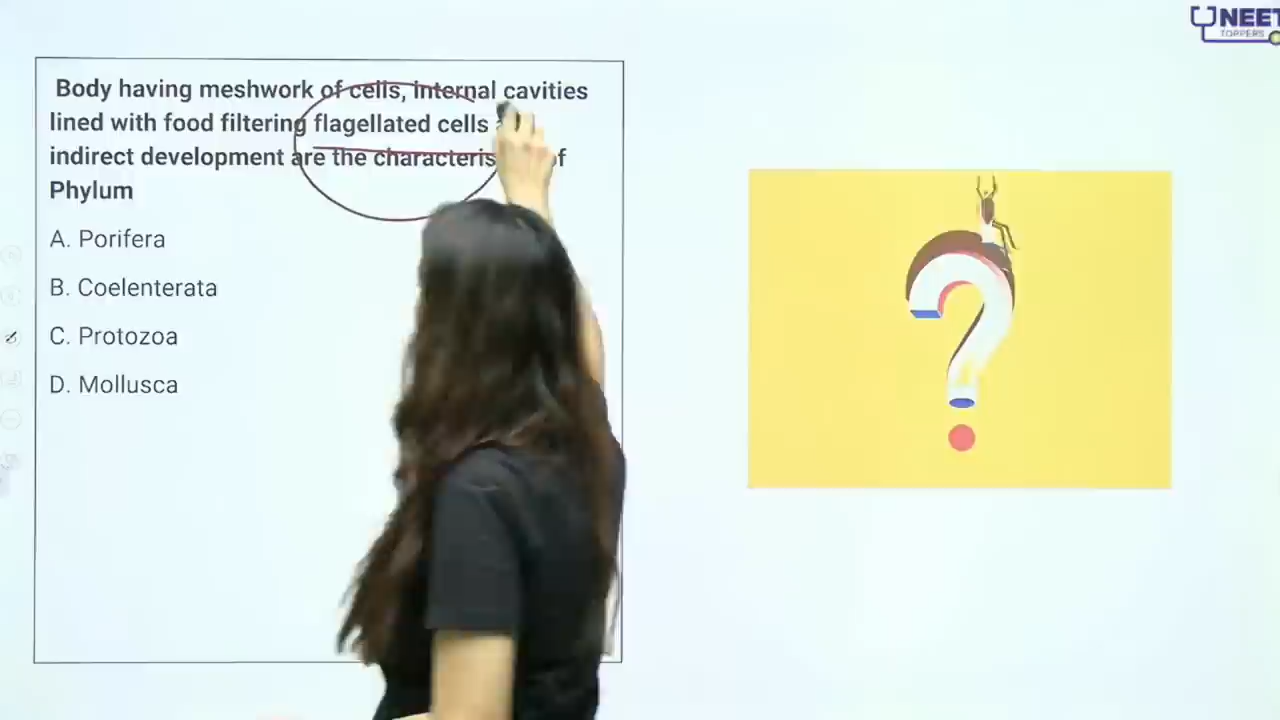 NEET
TOPPERS
Body having meshwork of cells, internal cavities
lined with food filtering flagellated cells
indirect development are the of
Phylum
A. Porifera
B. Coelenterata
C. Protozoa
D. Mollusca